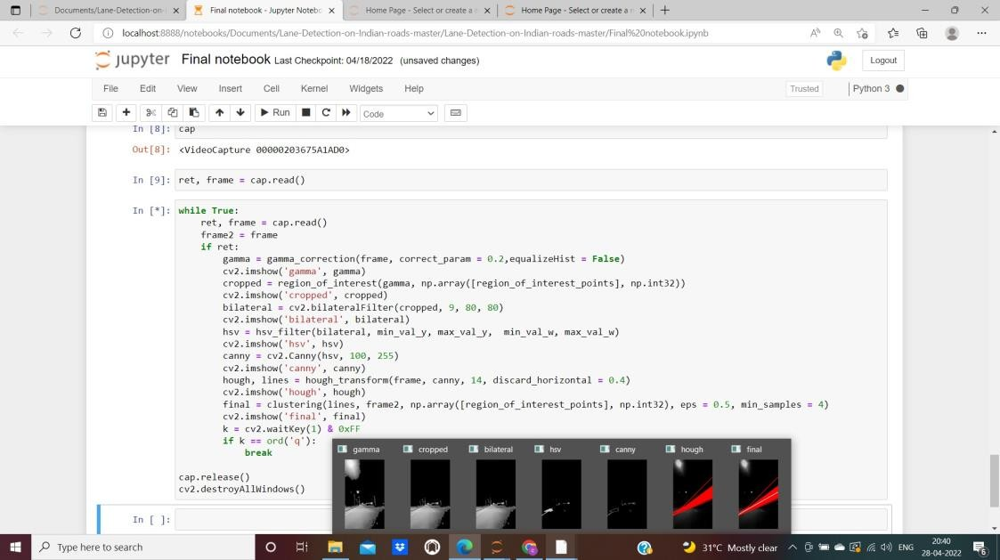 Documents/Lane-Detection-on-
Final notebook - Jupyter Notebo
Home Page - Select or create a n
Home Page - Select or create a n
localhost:8888/notebooks/Documents/Lane-Detection-on-Indian-roads-master/Lane-Detection-on-Indian-roads-master/Final%20notebook.ipynb
jupyter Final notebook Last Checkpoint: 04/18/2022 (unsaved changes) Logout
File Edit View Insert Cell Kernel Widgets Help Trusted Python 3
Run Code
In [8]: cap
Out[8]: <VideoCapture 00000203675A1AD0>
In [9]: ret, frame = cap.read()
In [*]: while True:
ret, frame = cap.read()
frame2 = frame
if ret:
gamma = gamma_correction(frame, correct_param = 0.2,equalizeHist = False)
cv2.imshow('gamma', gamma)
cropped = region_of_interest(gamma, np.array([region_of_interest_points], np.int32))
cv2.imshow('cropped', cropped)
bilateral = cv2.bilateralFilter(cropped, 9, 80, 80)
cv2.imshow('bilateral', bilateral)
hsv = hsv_filter(bilateral, min_val_y, max_val_y,  min_val_w, max_val_w)
cv2.imshow('hsv', hsv)
canny = cv2.Canny(hsv, 100, 255)
cv2.imshow('canny', canny)
hough, lines = hough_transform(frame, canny, 14, discard_horizontal = 0.4)
cv2.imshow('hough', hough)
final = clustering(lines, frame2, np.array([region_of_interest_points], np.int32), eps = 0.5, min_samples = 4)
cv2.imshow('final', final)
k = cv2.waitKey(1) & 0xFF
if k == ord('q'):
break
cap.release()
cv2.destroyAllWindows()
gamma cropped bilateral hsv canny hough final
In [ ]:
Type here to search
31°C Mostly clear
ENG
20:40
28-04-2022
6